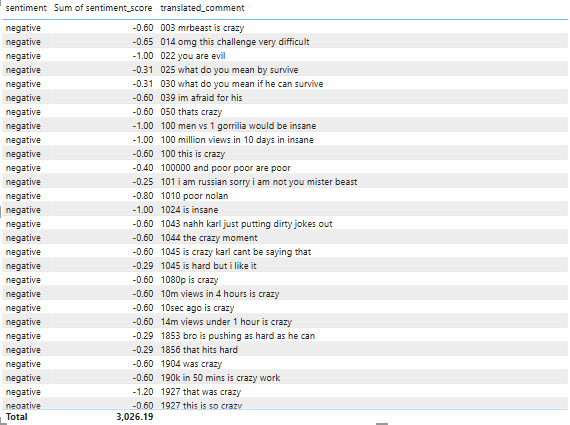 sentiment Sum of sentiment_score translated_comment
negative -0.60 003 mrbeast is crazy
negative -0.65 014 omg this challenge very difficult
negative -1.00 022 you are evil
negative -0.31 025 what do you mean by survive
negative -0.31 030 what do you mean if he can survive
negative -0.60 039 im afraid for his
negative -0.60 050 thats crazy
negative -1.00 100 men vs 1 gorrilia would be insane
negative -1.00 100 million views in 10 days in insane
negative -0.60 100 this is crazy
negative -0.40 100000 and poor poor are poor
negative -0.25 101 i am russian sorry i am not you mister beast
negative -0.80 1010 poor nolan
negative -1.00 1024 is insane
negative -0.60 1043 nahh karl just putting dirty jokes out
negative -0.60 1044 the crazy moment
negative -0.60 1045 is crazy karl cant be saying that
negative -0.29 1045 is hard but i like it
negative -0.60 1080p is crazy
negative -0.60 10m views in 4 hours is crazy
negative -0.60 10sec ago is crazy
negative -0.60 14m views under 1 hour is crazy
negative -0.29 1853 bro is pushing as hard as he can
negative -0.29 1856 that hits hard
negative -0.60 1904 was crazy
negative -0.60 190k in 50 mins is crazy work
negative -1.20 1927 that was crazy
negative -0.60 1927 this is so crazy
Total 3,026.19